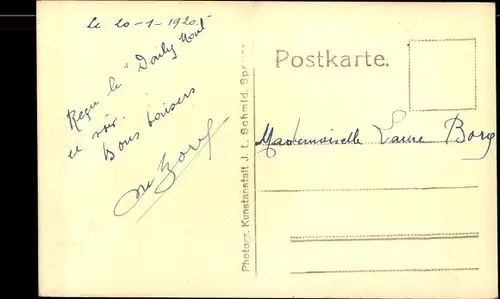 Le 20-1-1920.
Reçu le "Daily Mail"
ce soir.
Bons baisers
Postkarte.
Mademoiselle Laure Borg
Photogr. Kunstanstalt J. L. Schmid.